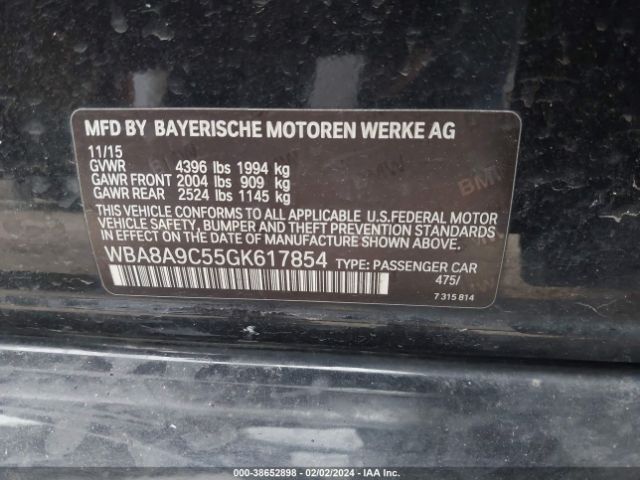 MFD BY BAYERISCHE MOTOREN WERKE AG
11/15
GVWR 4396 lbs 1994 kg
GAWR FRONT 2004 lbs 909 kg
GAWR REAR 2524 lbs 1145 kg
THIS VEHICLE CONFORMS TO ALL APPLICABLE U.S.FEDERAL MOTOR
VEHICLE SAFETY, BUMPER AND THEFT PREVENTION STANDARDS
IN EFFECT ON THE DATE OF MANUFACTURE SHOWN ABOVE.
WBA8A9C55GK617854 TYPE: PASSENGER CAR
475/
7 315 814
000-38652898 - 02/02/2024 - IAA Inc.